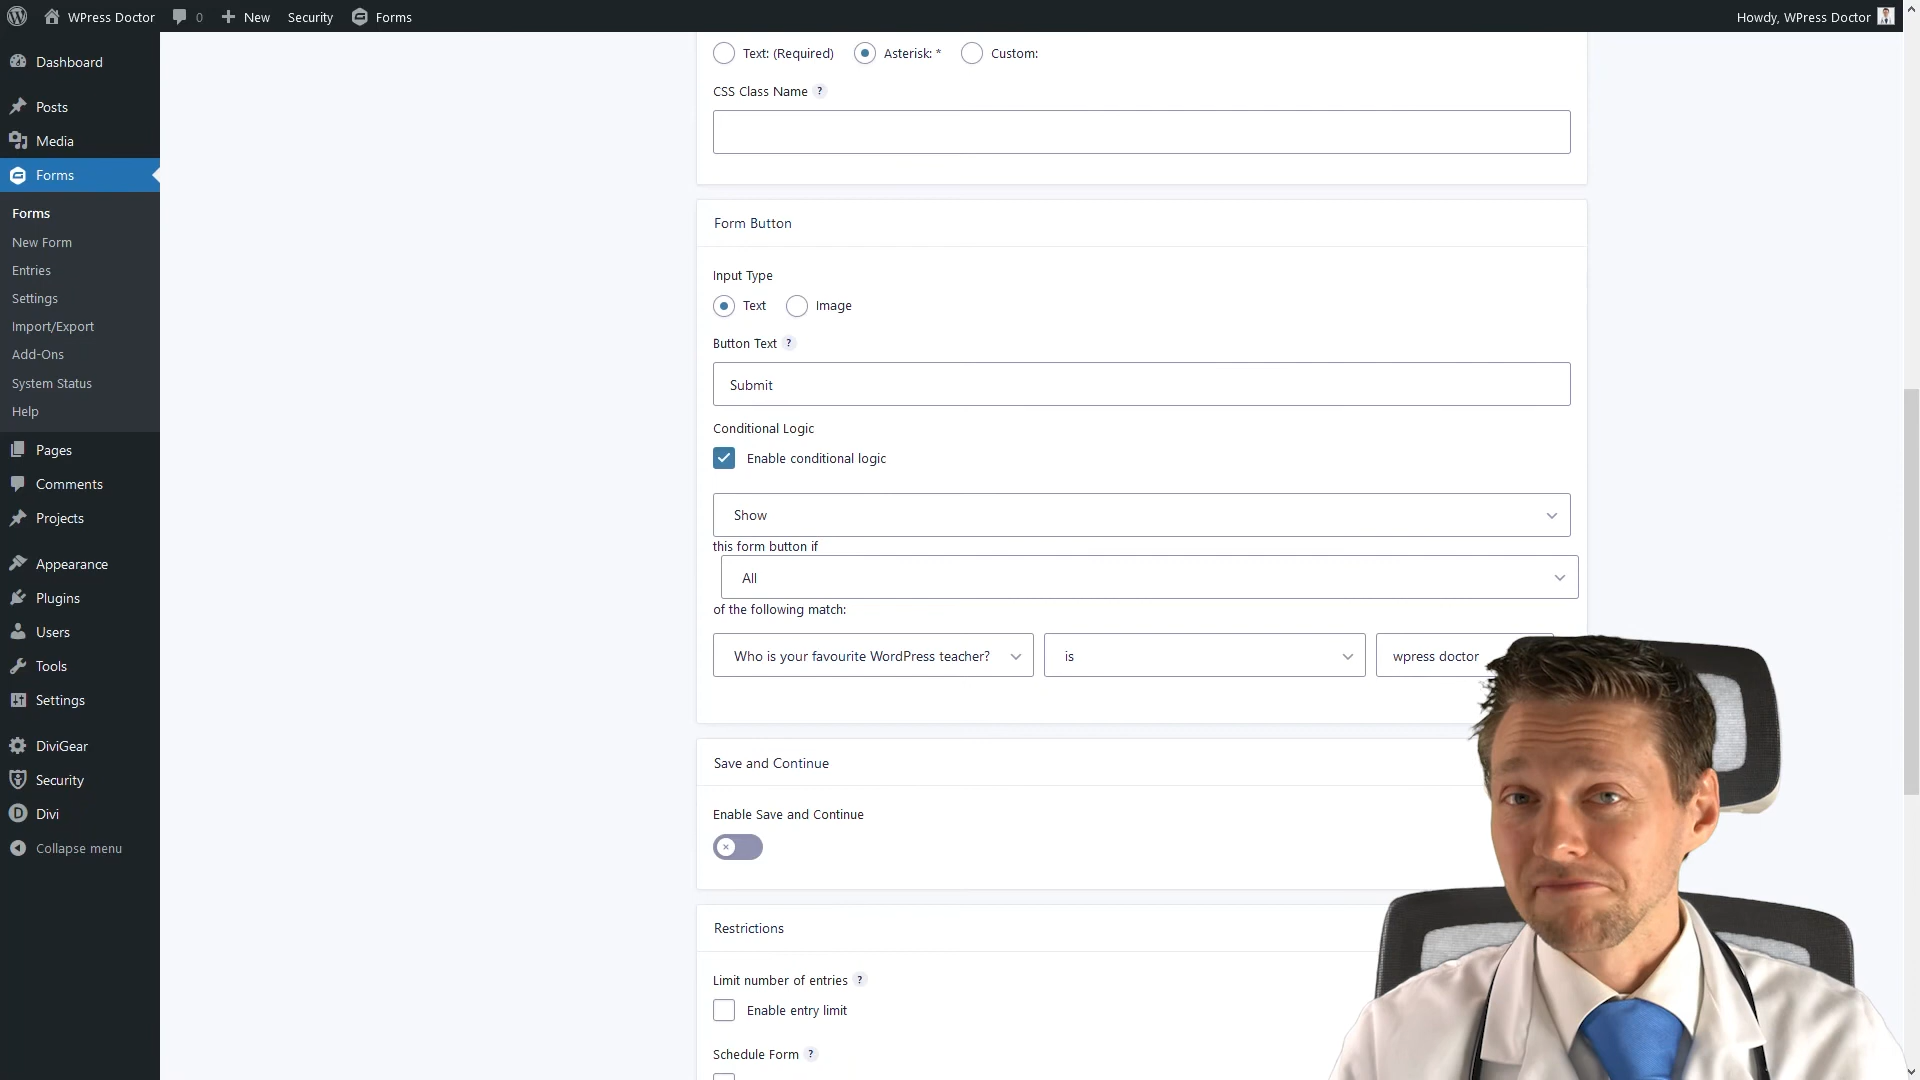 WPress Doctor 0 New Security Forms Howdy, WPress Doctor
Dashboard
Posts
Media
Forms
Forms
New Form
Entries
Settings
Import/Export
Add-Ons
System Status
Help
Pages
Comments
Projects
Appearance
Plugins
Users
Tools
Settings
DiviGear
Security
Divi
Collapse menu
Text: (Required) Asterisk: * Custom:
CSS Class Name ?
Form Button
Input Type
Text Image
Button Text ?
Submit
Conditional Logic
Enable conditional logic
Show
this form button if
All
of the following match:
Who is your favourite WordPress teacher? is wpress doctor
Save and Continue
Enable Save and Continue
Restrictions
Limit number of entries ?
Enable entry limit
Schedule Form ?